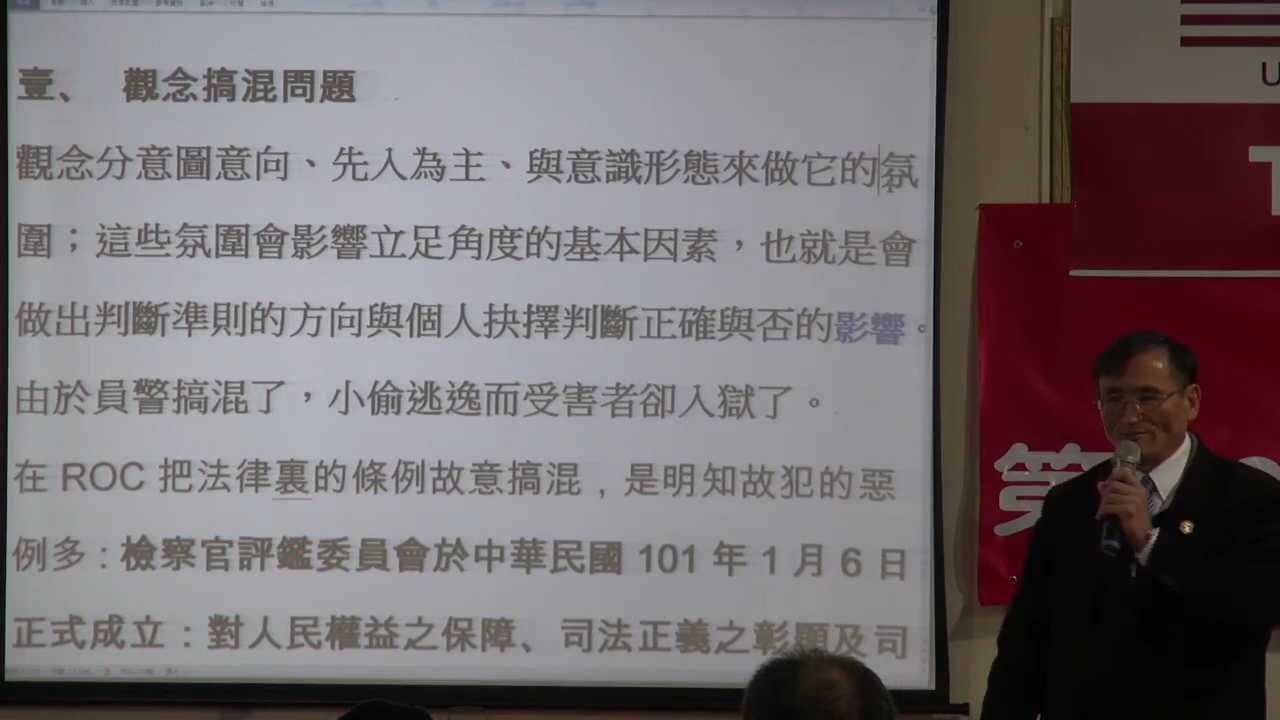 壹、 觀念搞混問題
觀念分意圖意向、先入為主、與意識形態來做它的氛
圍；這些氛圍會影響立足角度的基本因素，也就是會
做出判斷準則的方向與個人抉擇判斷正確與否的影響。
由於員警搞混了，小偷逃逸而受害者卻入獄了。
在 ROC 把法律裏的條例故意搞混，是明知故犯的惡
例多：檢察官評鑑委員會於中華民國 101 年 1 月 6 日
正式成立：對人民權益之保障、司法正義之彰顯及司
U
T
第